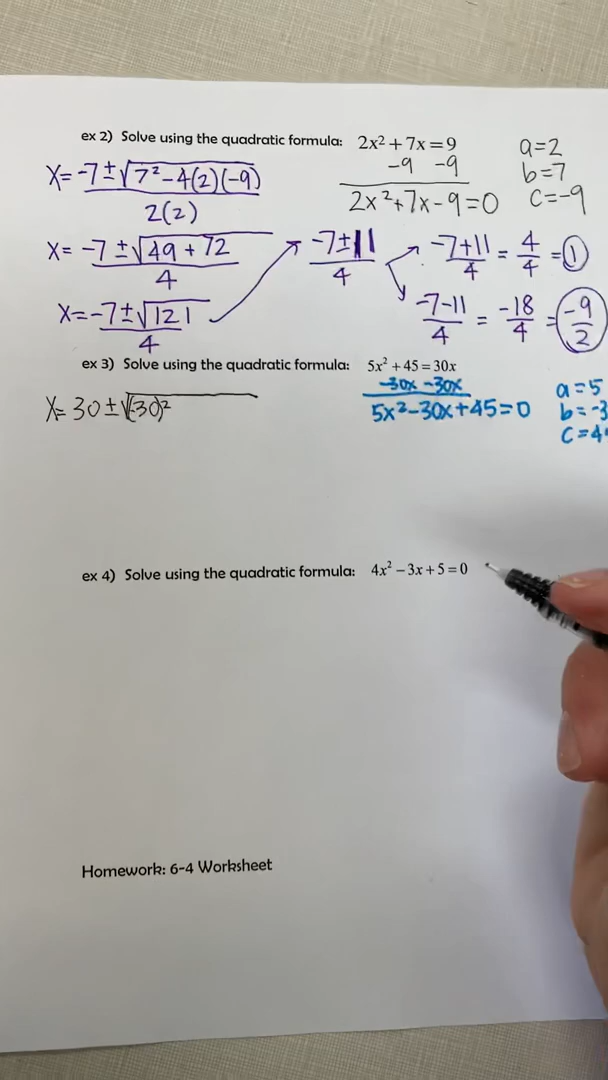 ex 2) Solve using the quadratic formula: 2x² + 7x = 9
-9 -9
2x²+7x-9=0
a=2
b=7
c=-9
x= -7±√7²-4(2)(-9) / 2(2)
x= -7±√49+72 / 4
x= -7±√121 / 4
-7±11 / 4
-7+11 / 4 = 4/4 = 1
-7-11 / 4 = -18/4 = -9/2
ex 3) Solve using the quadratic formula: 5x² + 45 = 30x
-30x -30x
5x²-30x+45=0
a=5
b=-3
c=4
x= 30±√(-30)²
ex 4) Solve using the quadratic formula: 4x² - 3x + 5 = 0
Homework: 6-4 Worksheet